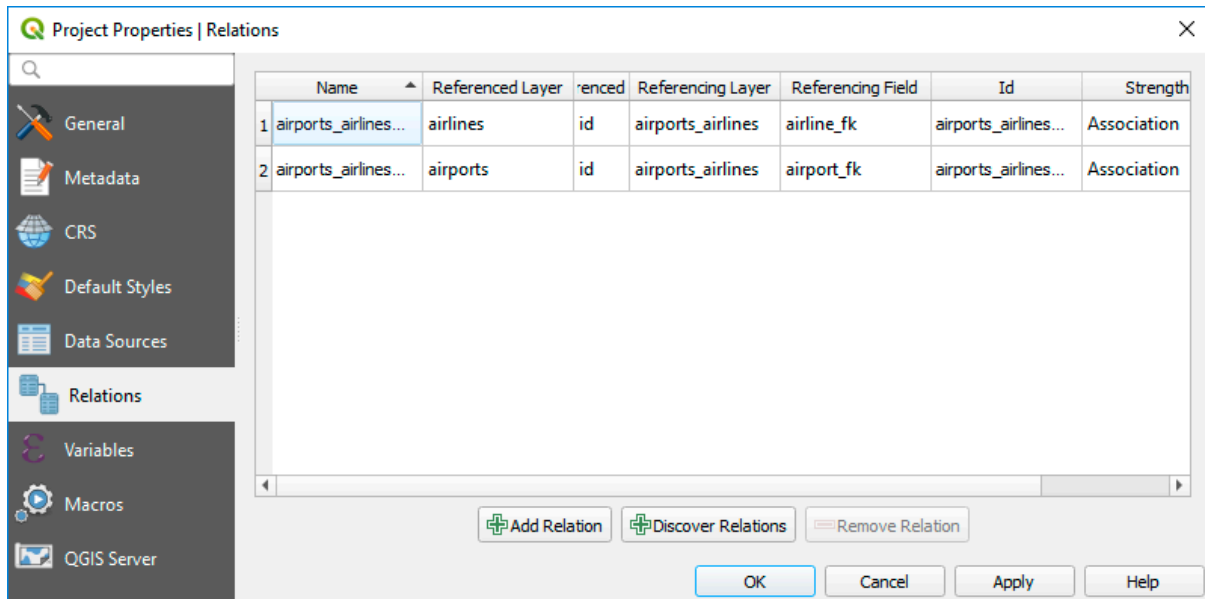 Project Properties | Relations
General
Metadata
CRS
Default Styles
Data Sources
Relations
Variables
Macros
QGIS Server
Name Referenced Layer renced Referencing Layer Referencing Field Id Strength
1 airports_airlines... airlines id airports_airlines airline_fk airports_airlines... Association
2 airports_airlines... airports id airports_airlines airport_fk airports_airlines... Association
Add Relation Discover Relations Remove Relation
OK Cancel Apply Help